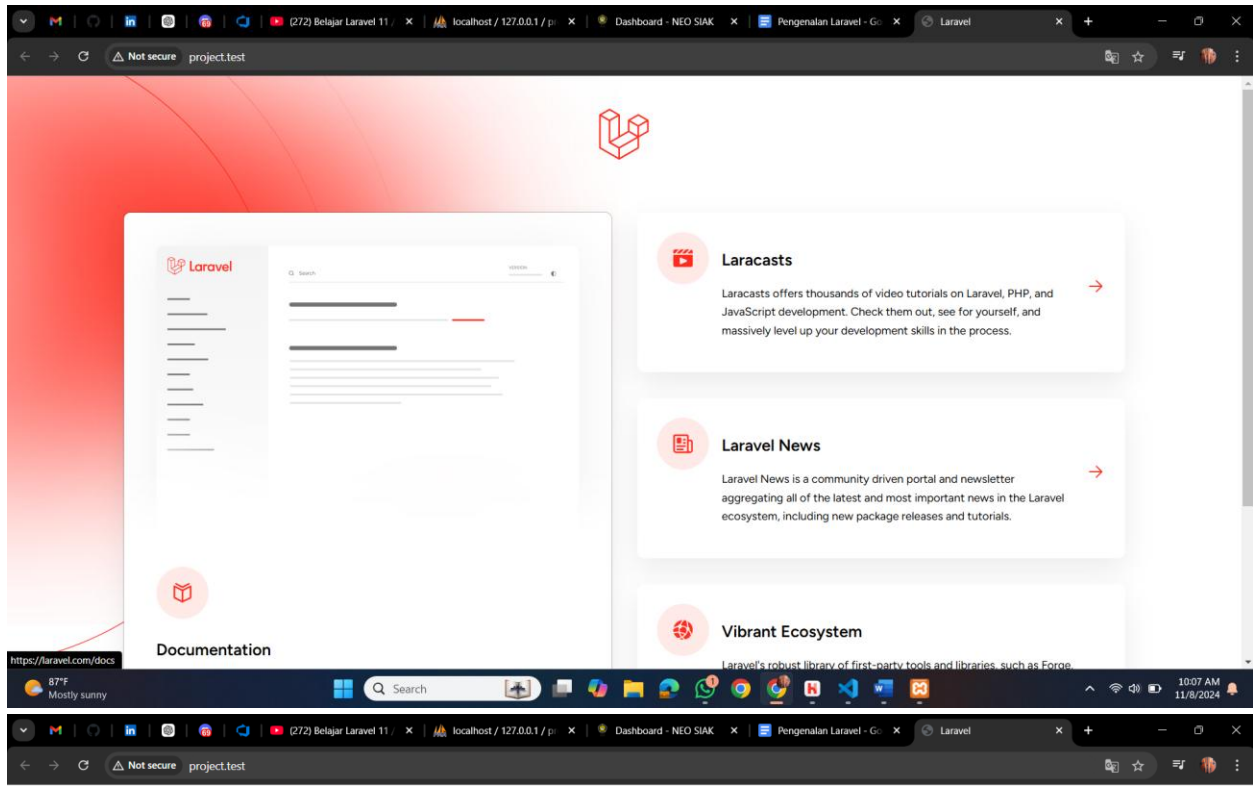 (272) Belajar Laravel 11 /
localhost / 127.0.0.1 / pr
Dashboard - NEO SIAK
Pengenalan Laravel - Go
Laravel
Not secure
project.test
Laravel
Search
VERSION
Documentation
Laracasts
Laracasts offers thousands of video tutorials on Laravel, PHP, and
JavaScript development. Check them out, see for yourself, and
massively level up your development skills in the process.
Laravel News
Laravel News is a community driven portal and newsletter
aggregating all of the latest and most important news in the Laravel
ecosystem, including new package releases and tutorials.
Vibrant Ecosystem
Laravel's robust library of first-party tools and libraries, such as Forge,
https://laravel.com/docs
87°F
Mostly sunny
Search
10:07 AM
11/8/2024
(272) Belajar Laravel 11 /
localhost / 127.0.0.1 / pr
Dashboard - NEO SIAK
Pengenalan Laravel - Go
Laravel
Not secure
project.test